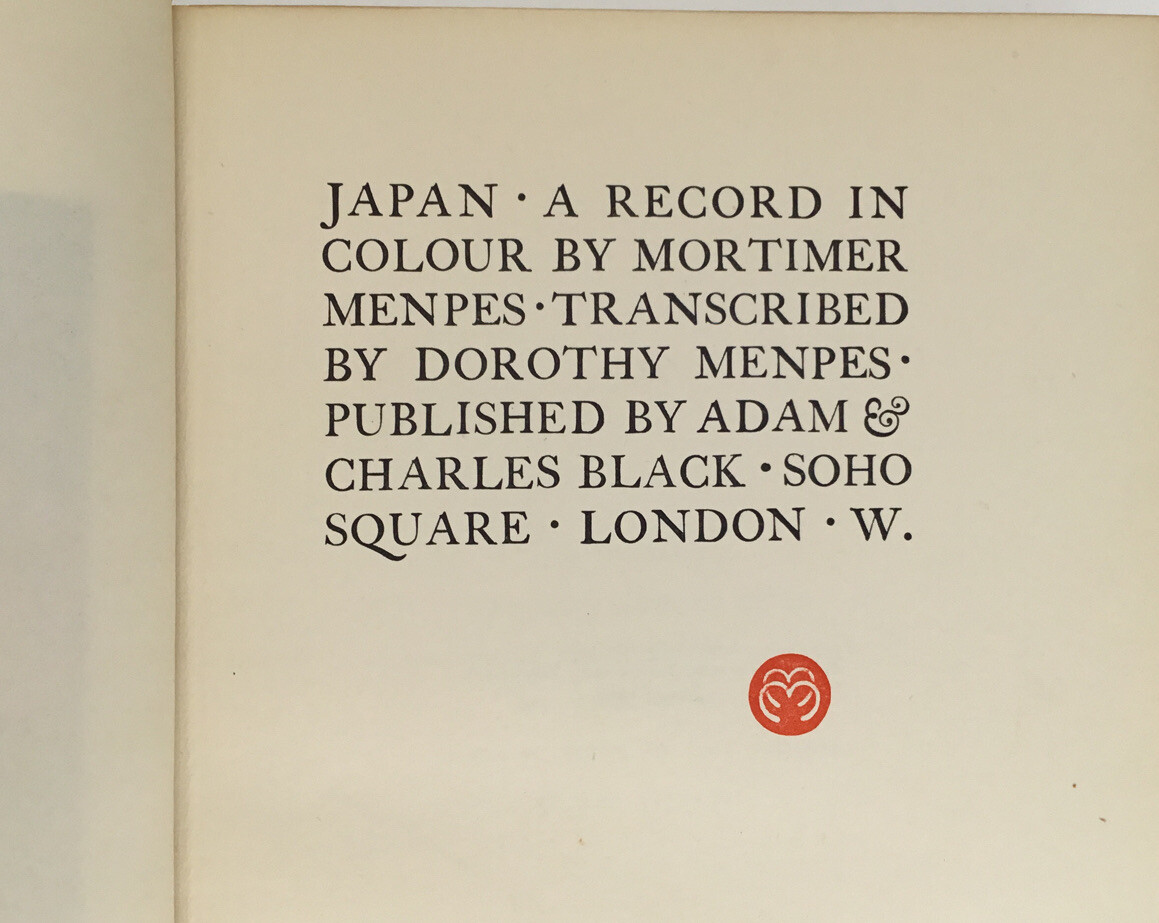 JAPAN · A RECORD IN
COLOUR BY MORTIMER
MENPES · TRANSCRIBED
BY DOROTHY MENPES ·
PUBLISHED BY ADAM &
CHARLES BLACK · SOHO
SQUARE · LONDON · W.